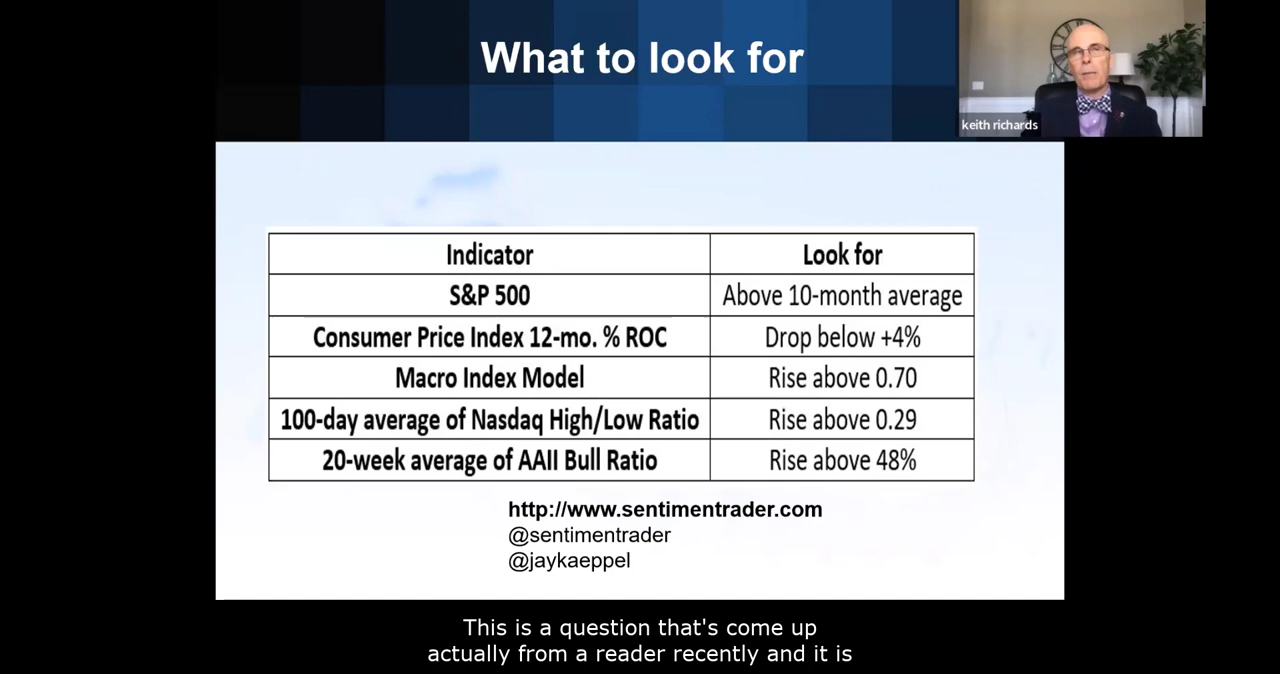 What to look for
keith richards
Indicator Look for
S&P 500 Above 10-month average
Consumer Price Index 12-mo. % ROC Drop below +4%
Macro Index Model Rise above 0.70
100-day average of Nasdaq High/Low Ratio Rise above 0.29
20-week average of AAII Bull Ratio Rise above 48%
http://www.sentimentrader.com
@sentimentrader
@jaykaeppel
This is a question that's come up
actually from a reader recently and it is